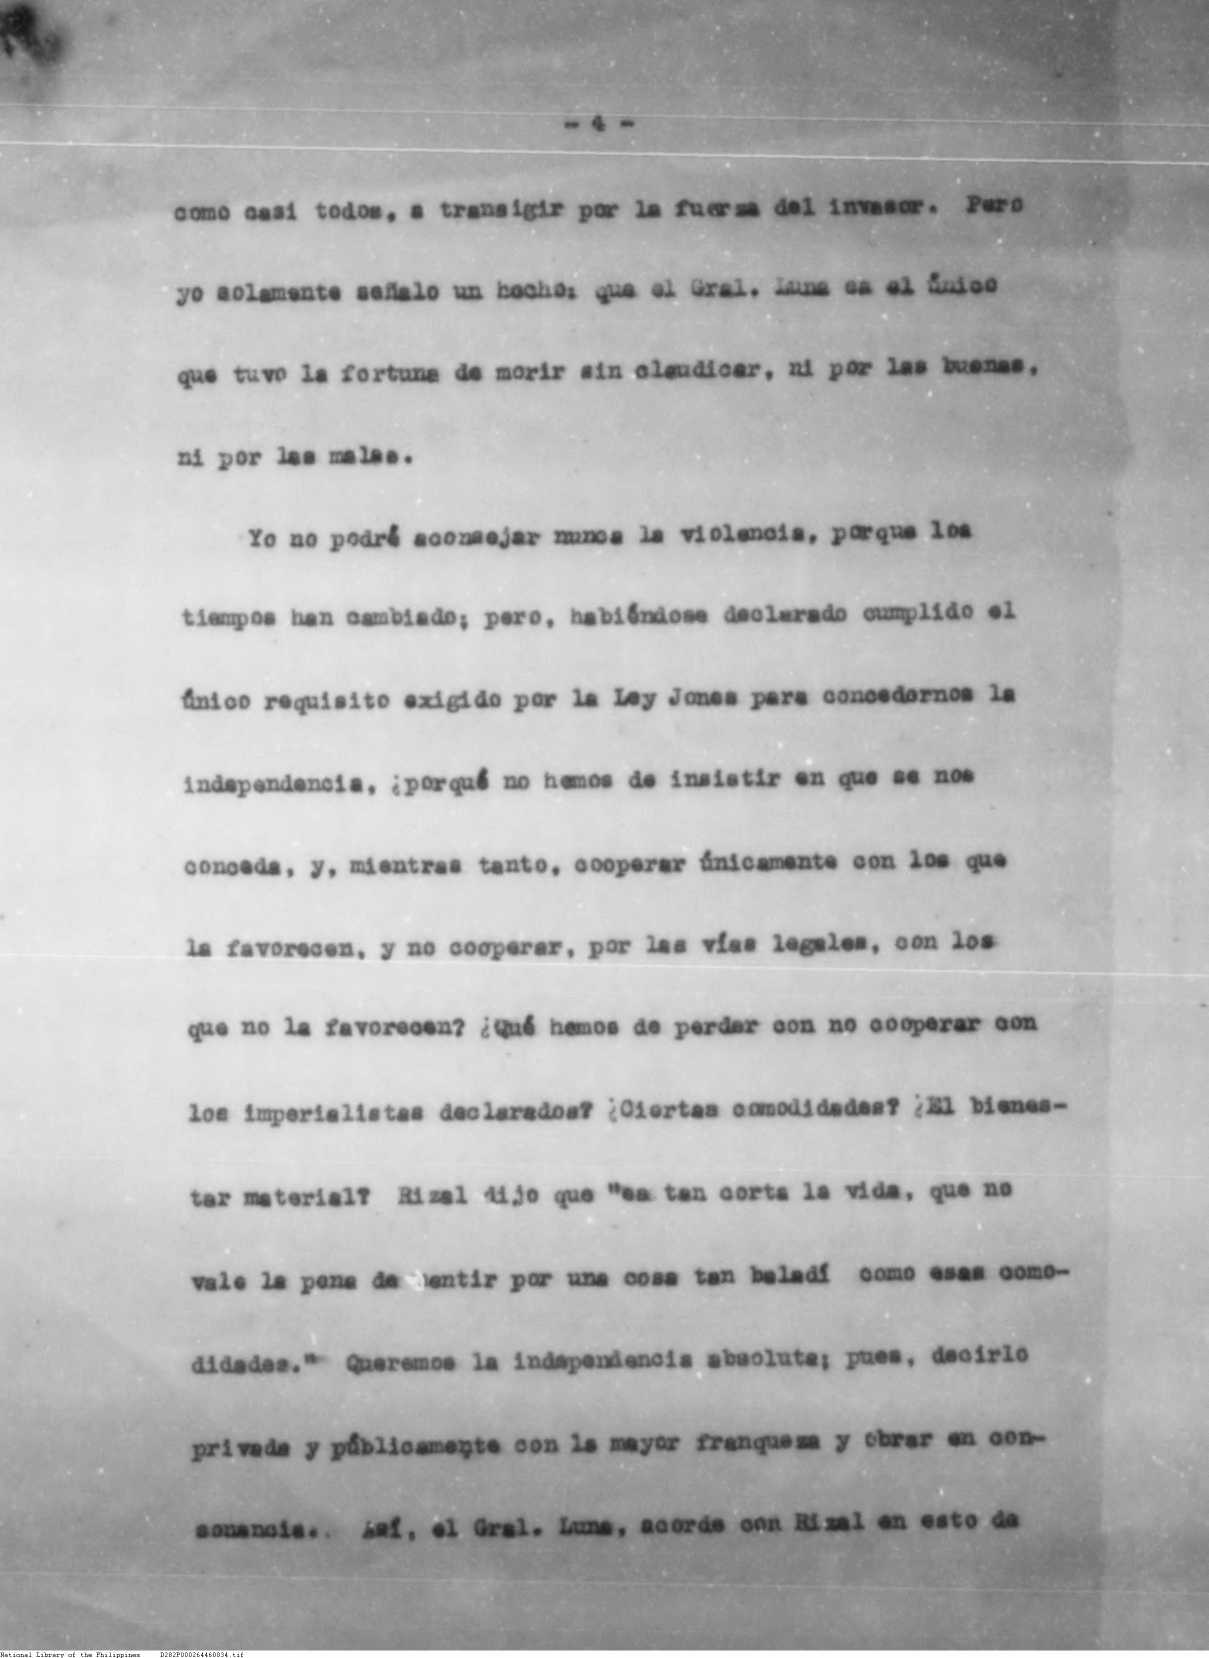 - 4 -
como casi todos, a transigir por la fuerza del invasor. Pero
yo solamente señalo un hecho: que el Gral. Luna es el único
que tuvo la fortuna de morir sin claudicar, ni por las buenas,
ni por las malas.
Yo no podré aconsejar nunca la violencia, porque los
tiempos han cambiado; pero, habiéndose declarado cumplido el
único requisito exigido por la Ley Jones para concedernos la
independencia, ¿porqué no hemos de insistir en que se nos
conceda, y, mientras tanto, cooperar únicamente con los que
la favorecen, y no cooperar, por las vías legales, con los
que no la favorecen? ¿Qué hemos de perder con no cooperar con
los imperialistas declarados? ¿Ciertas comodidades? ¿El bienes-
tar material? Rizal dijo que "es tan corta la vida, que no
vale la pena de mentir por una cosa tan baladí como esas como-
didades." Queremos la independencia absoluta; pues, decirlo
privada y públicamente con la mayor franqueza y obrar en con-
sonancia. Así, el Gral. Luna, acorde con Rizal en esto de
National Library of the Philippines D282P000264460834.tif